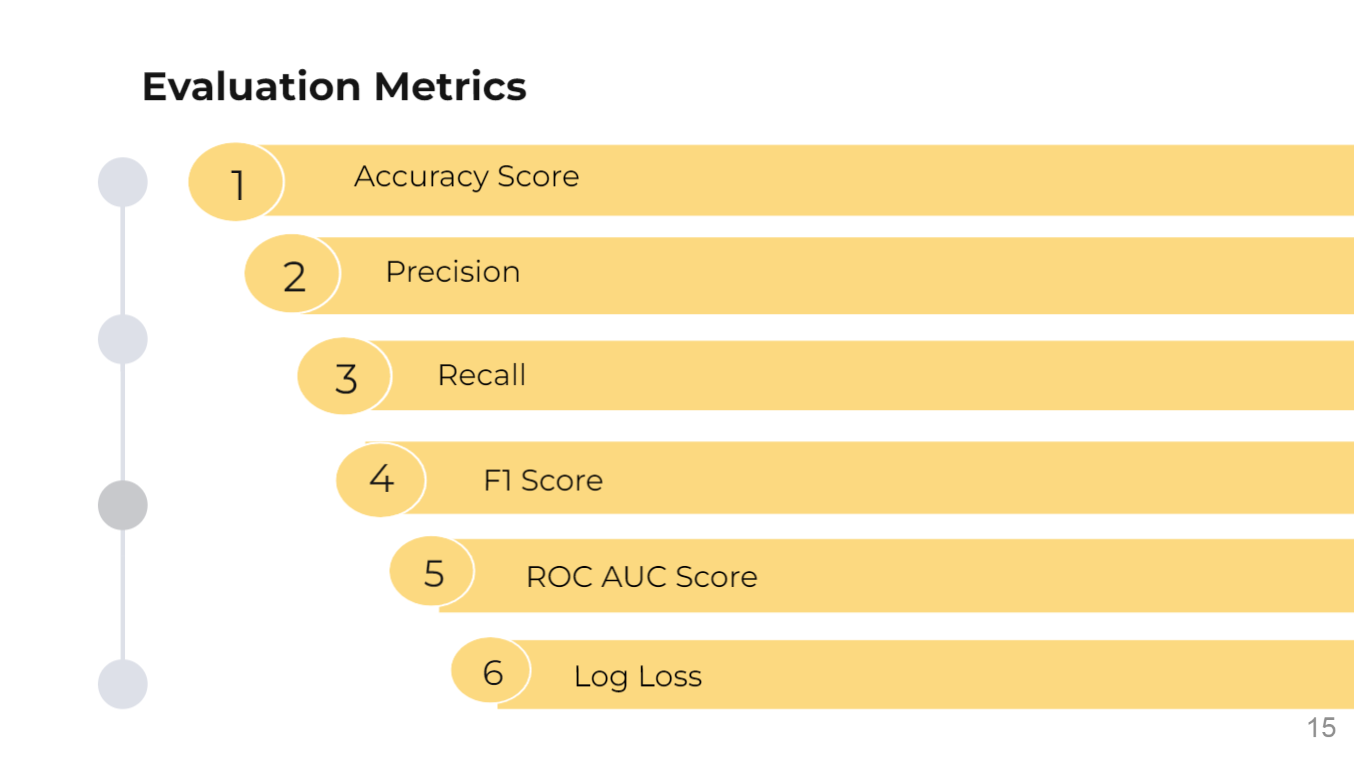 Evaluation Metrics
1 Accuracy Score
2 Precision
3 Recall
4 F1 Score
5 ROC AUC Score
6 Log Loss
15